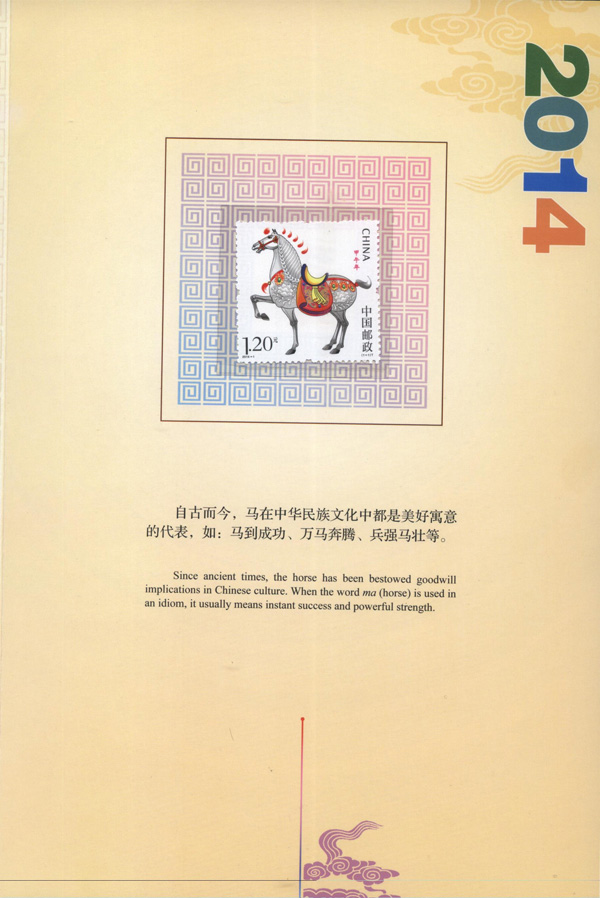 2014
CHINA
甲午年
中国邮政
1.20元
自古而今，马在中华民族文化中都是美好寓意
的代表，如：马到成功、万马奔腾、兵强马壮等。
Since ancient times, the horse has been bestowed goodwill
implications in Chinese culture. When the word ma (horse) is used in
an idiom, it usually means instant success and powerful strength.